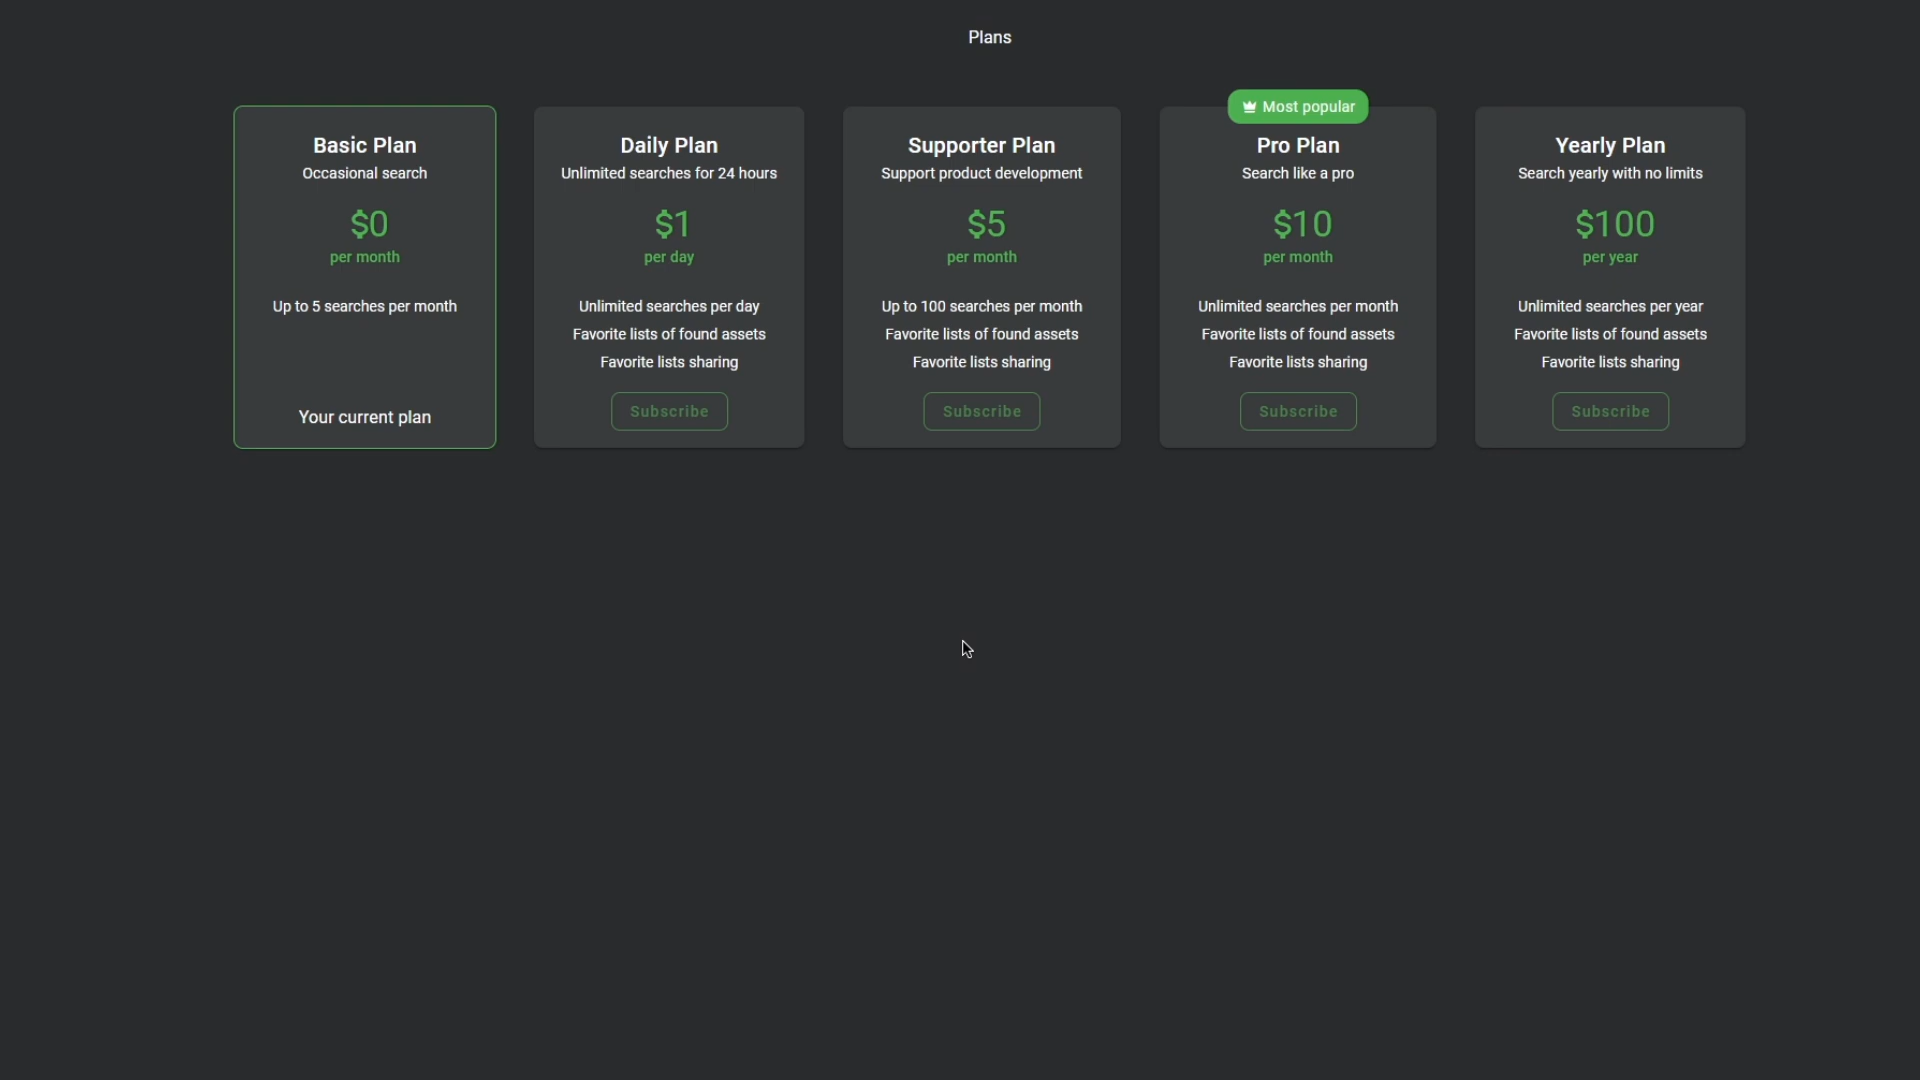 Plans
Basic Plan
Occasional search
$0
per month
Up to 5 searches per month
Your current plan
Daily Plan
Unlimited searches for 24 hours
$1
per day
Unlimited searches per day
Favorite lists of found assets
Favorite lists sharing
Subscribe
Supporter Plan
Support product development
$5
per month
Up to 100 searches per month
Favorite lists of found assets
Favorite lists sharing
Subscribe
Most popular
Pro Plan
Search like a pro
$10
per month
Unlimited searches per month
Favorite lists of found assets
Favorite lists sharing
Subscribe
Yearly Plan
Search yearly with no limits
$100
per year
Unlimited searches per year
Favorite lists of found assets
Favorite lists sharing
Subscribe